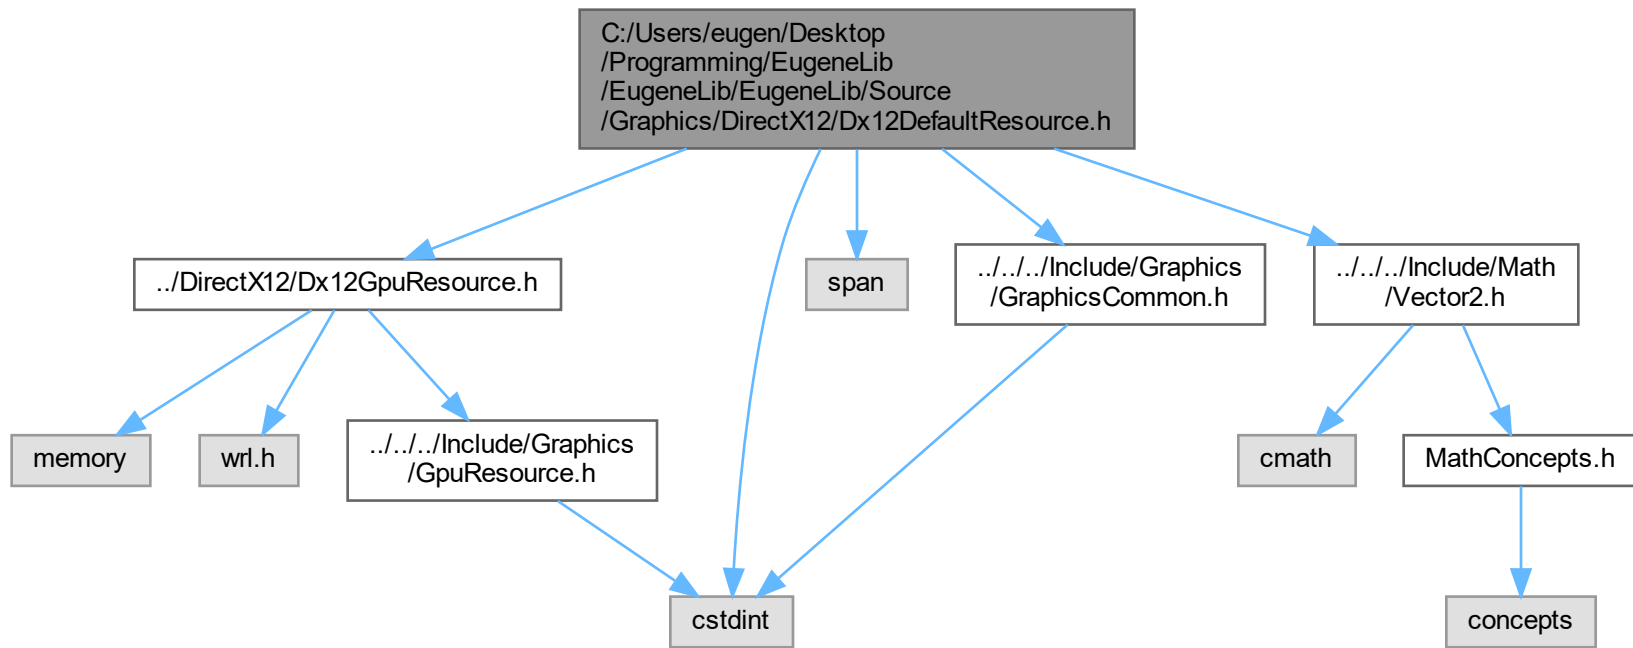 C:/Users/eugen/Desktop
/Programming/EugeneLib
/EugeneLib/EugeneLib/Source
/Graphics/DirectX12/Dx12DefaultResource.h
../DirectX12/Dx12GpuResource.h
span
../../../Include/Graphics
/GraphicsCommon.h
../../../Include/Math
/Vector2.h
memory
wrl.h
../../../Include/Graphics
/GpuResource.h
cmath
MathConcepts.h
cstdint
concepts